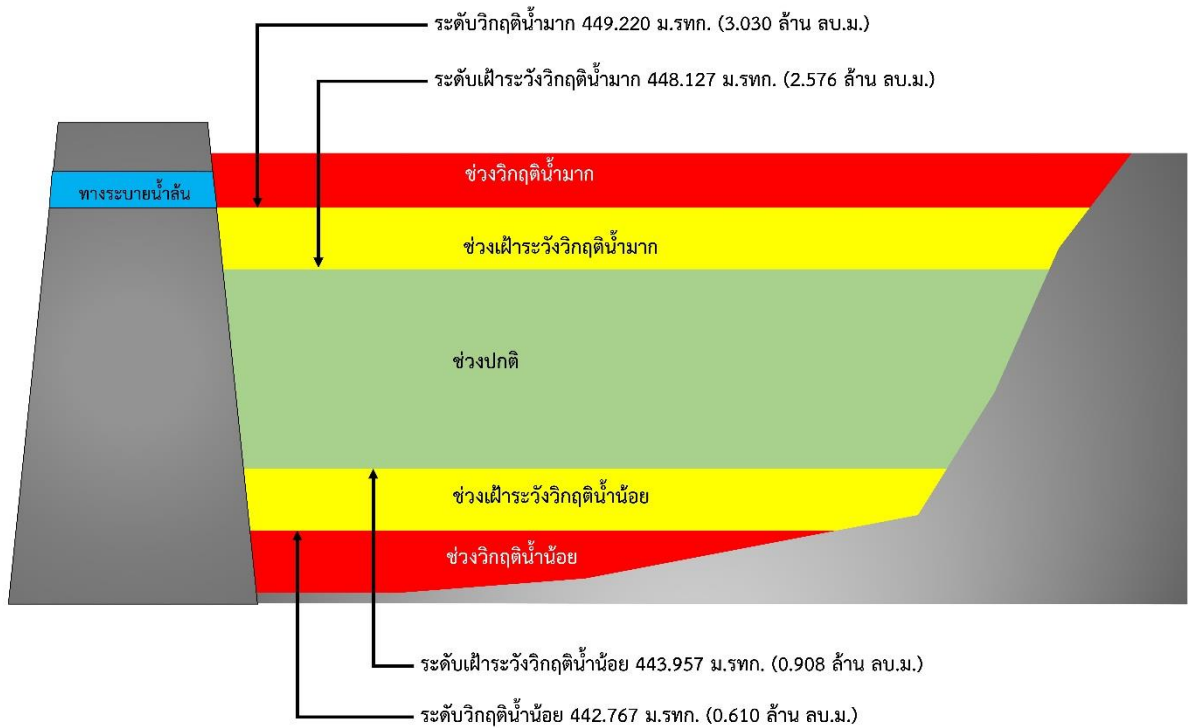 ระดับวิกฤติน้ำมาก 449.220 ม.รทก. (3.030 ล้าน ลบ.ม.)
ระดับเฝ้าระวังวิกฤติน้ำมาก 448.127 ม.รทก. (2.576 ล้าน ลบ.ม.)
ช่วงวิกฤติน้ำมาก
ทางระบายน้ำล้น
ช่วงเฝ้าระวังวิกฤติน้ำมาก
ช่วงปกติ
ช่วงเฝ้าระวังวิกฤติน้ำน้อย
ช่วงวิกฤติน้ำน้อย
ระดับเฝ้าระวังวิกฤติน้ำน้อย 443.957 ม.รทก. (0.908 ล้าน ลบ.ม.)
ระดับวิกฤติน้ำน้อย 442.767 ม.รทก. (0.610 ล้าน ลบ.ม.)